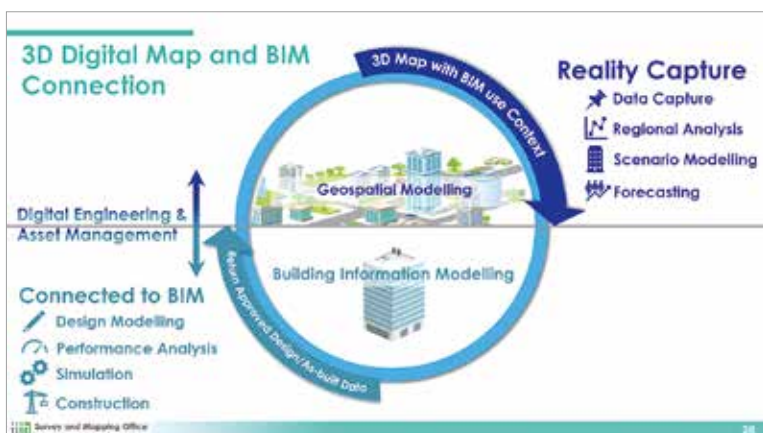 3D Digital Map and BIM
Connection
3D Map with BIM use Context
Reality Capture
Data Capture
Regional Analysis
Scenario Modelling
Forecasting
Geospatial Modelling
Digital Engineering &
Asset Management
Building Information Modelling
Return Approved Design/As-built Data
Connected to BIM
Design Modelling
Performance Analysis
Simulation
Construction
Survey and Mapping Office
38